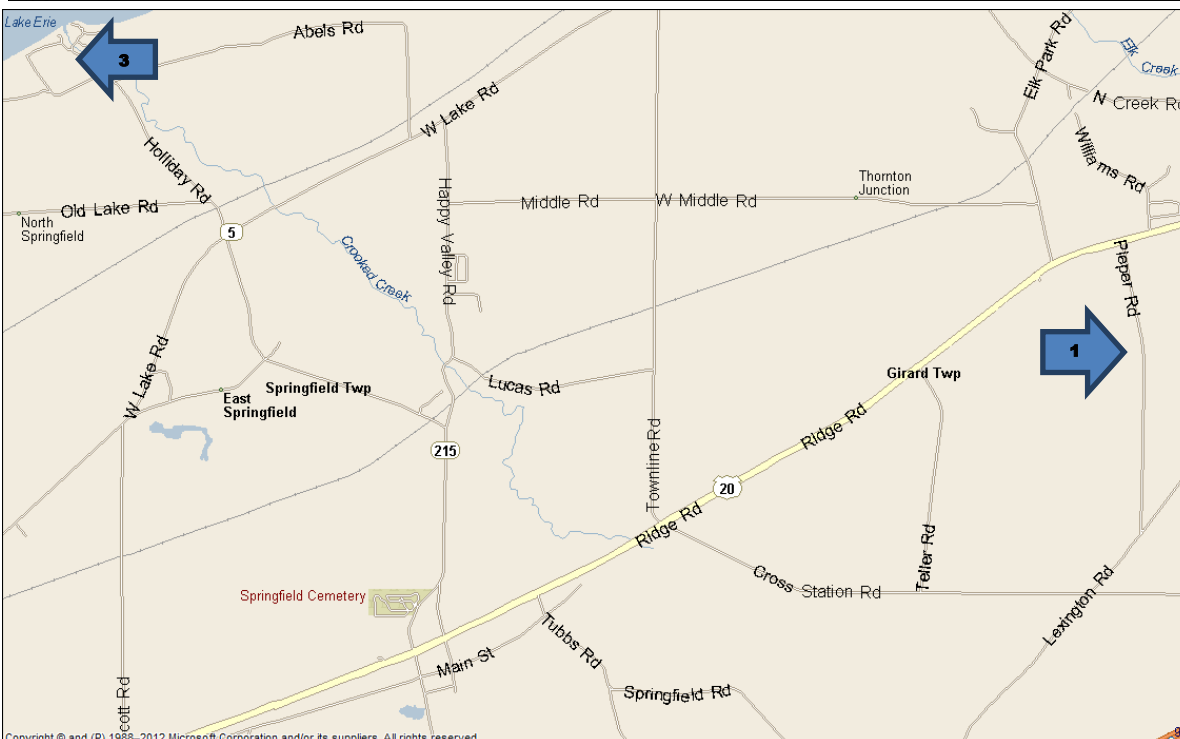 Lake Erie
3
Abels Rd
Elk Park Rd
Elk
Creek
N Creek Rd
W Lake Rd
Williams Rd
Holliday Rd
Thornton
Junction
Happy Valley Rd
Middle Rd
W Middle Rd
Old Lake Rd
North
Springfield
5
Crooked Creek
Pieper Rd
1
W Lake Rd
Girard Twp
Springfield Twp
Lucas Rd
East
Springfield
Ridge Rd
215
Townline Rd
20
Ridge Rd
Teller Rd
Cross Station Rd
Springfield Cemetery
Lexington Rd
Tubbs Rd
Main St
Springfield Rd
cott Rd
Copyright © and (P) 1988–2012 Microsoft Corporation and/or its suppliers. All rights reserved.